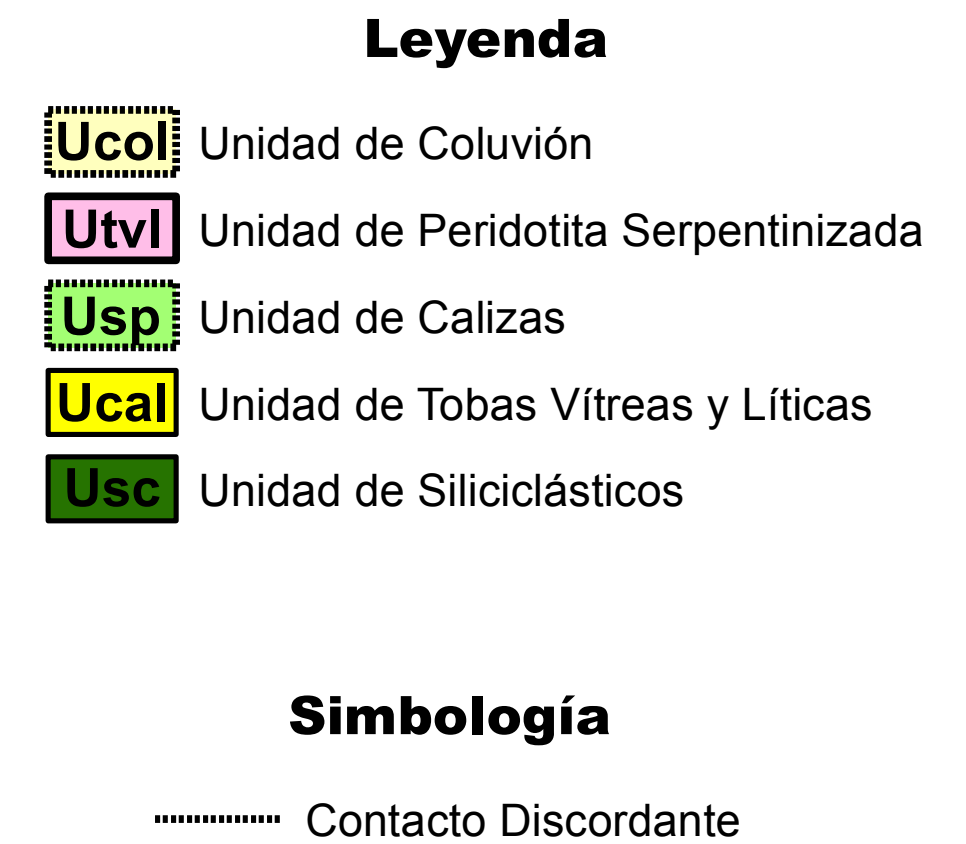 Leyenda
Ucol Unidad de Coluvión
Utvl Unidad de Peridotita Serpentinizada
Usp Unidad de Calizas
Ucal Unidad de Tobas Vítreas y Líticas
Usc Unidad de Siliciclásticos
Simbología
Contacto Discordante